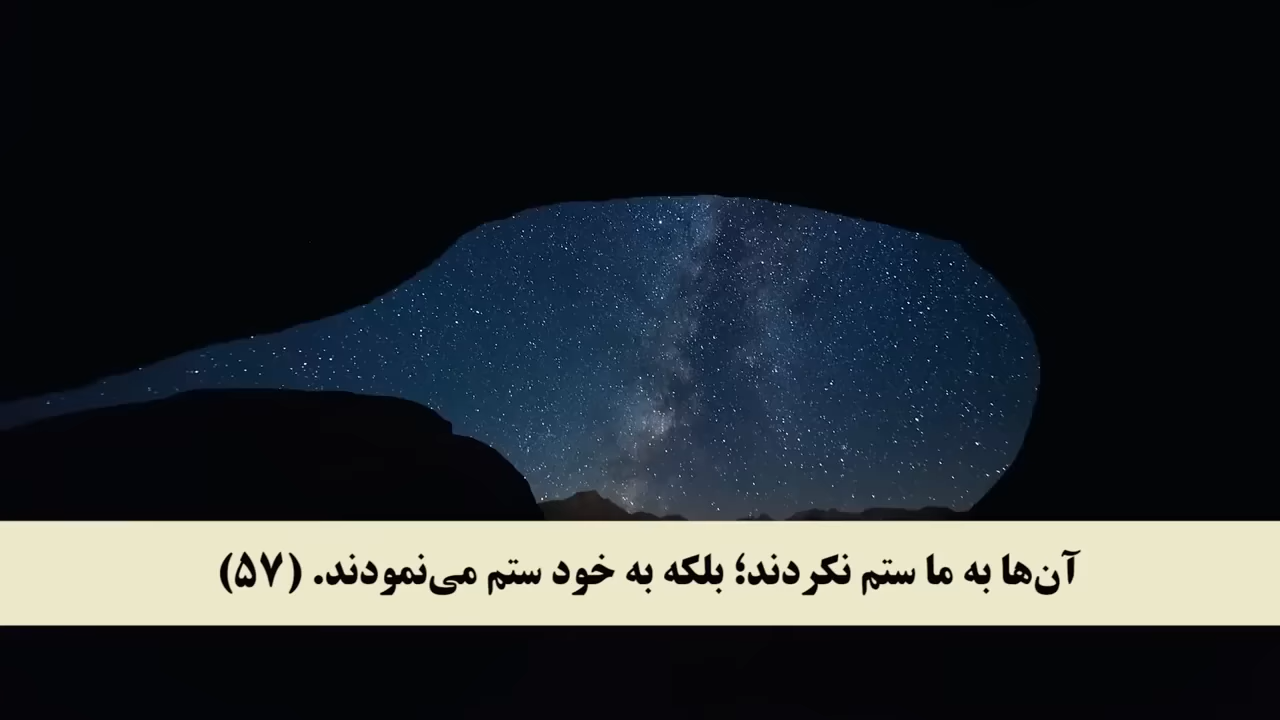 آن‌ها به ما ستم نکردند؛ بلکه به خود ستم می‌نمودند. (۵۷)